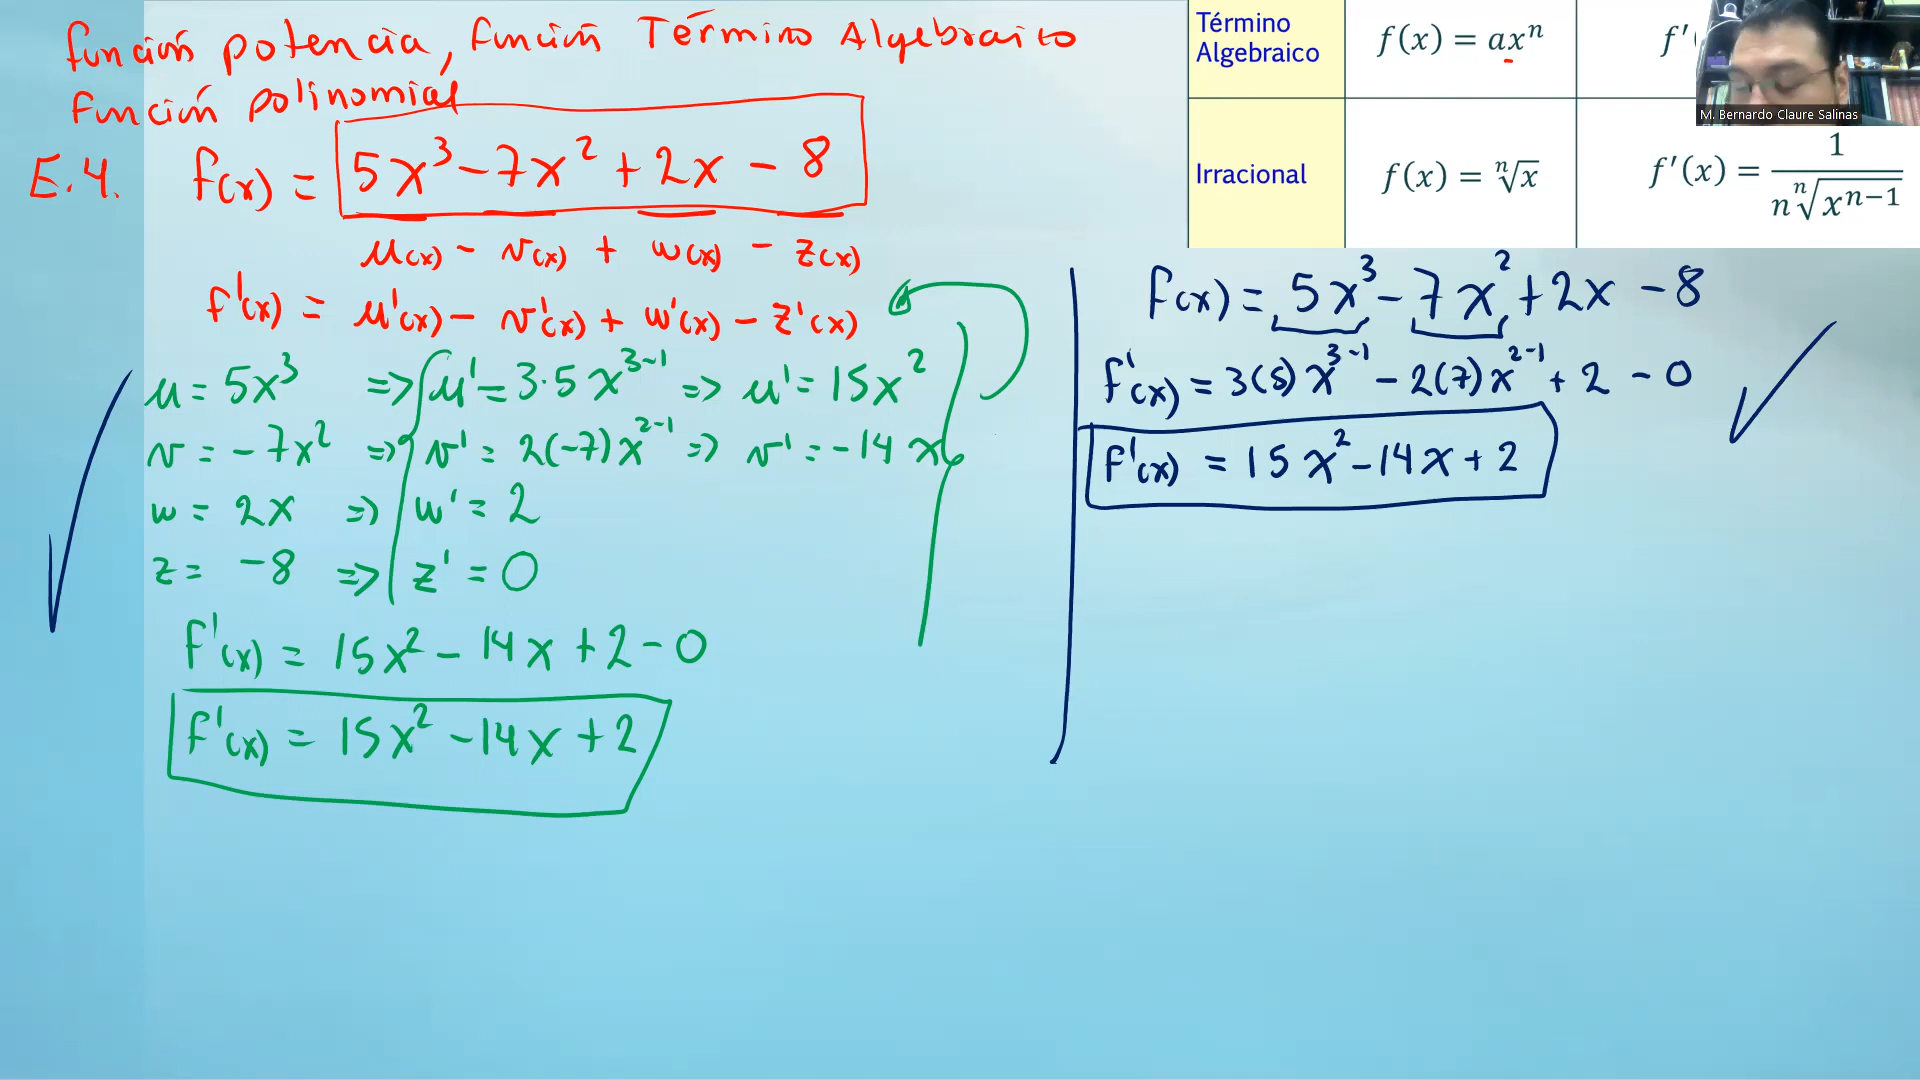 función potencia, función Término Algebraico
Función polinomial
E.4. f(x) = 5x³ - 7x² + 2x - 8
u(x) - v(x) + w(x) - z(x)
f'(x) = u'(x) - v'(x) + w'(x) - z'(x)
u = 5x³ => u' = 3·5x³⁻¹ => u' = 15x²
v = -7x² => v' = 2(-7)x²⁻¹ => v' = -14x
w = 2x => w' = 2
z = -8 => z' = 0
f'(x) = 15x² - 14x + 2 - 0
f'(x) = 15x² - 14x + 2
Término Algebraico f(x) = axⁿ f'(
M. Bernardo Claure Salinas
Irracional f(x) = ⁿ√x f'(x) = 1 / n ⁿ√xⁿ⁻¹
f(x) = 5x³ - 7x² + 2x - 8
f'(x) = 3(5)x³⁻¹ - 2(7)x²⁻¹ + 2 - 0
f'(x) = 15x² - 14x + 2